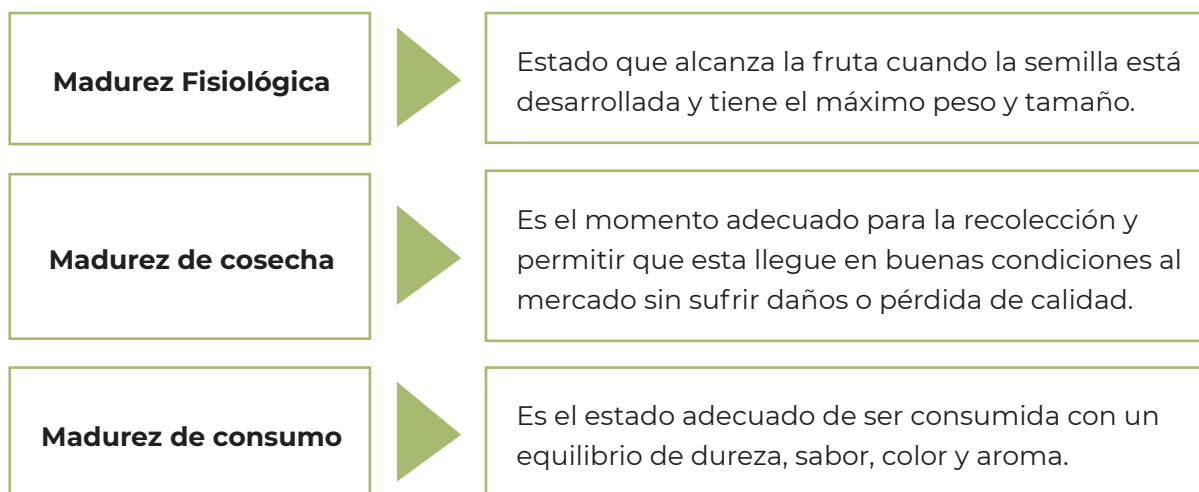 Madurez Fisiológica
Estado que alcanza la fruta cuando la semilla está
desarrollada y tiene el máximo peso y tamaño.
Madurez de cosecha
Es el momento adecuado para la recolección y
permitir que esta llegue en buenas condiciones al
mercado sin sufrir daños o pérdida de calidad.
Madurez de consumo
Es el estado adecuado de ser consumida con un
equilibrio de dureza, sabor, color y aroma.